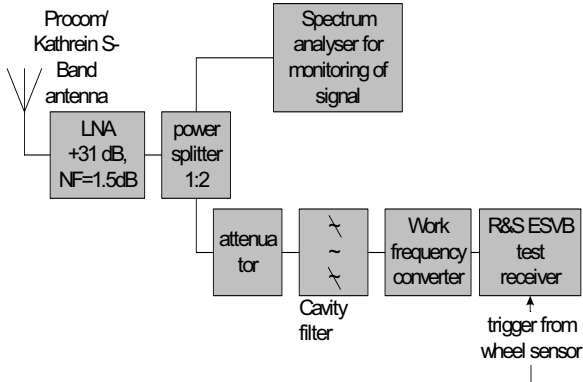 Procom/
Kathrein S-
Band
antenna
Spectrum
analyser for
monitoring of
signal
LNA
+31 dB,
NF=1.5dB
power
splitter
1:2
attenua
tor
~
Cavity
filter
Work
frequency
converter
R&S ESVB
test
receiver
trigger from
wheel sensor